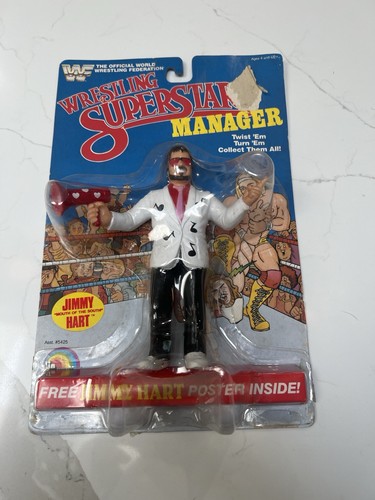 WF
THE OFFICIAL WORLD
WRESTLING FEDERATION
WRESTLING
SUPERSTARS
MANAGER
Twist 'Em
Turn 'Em
Collect Them All!
JIMMY
"MOUTH OF THE SOUTH"
HART
TM
FREE JIMMY HART POSTER INSIDE!